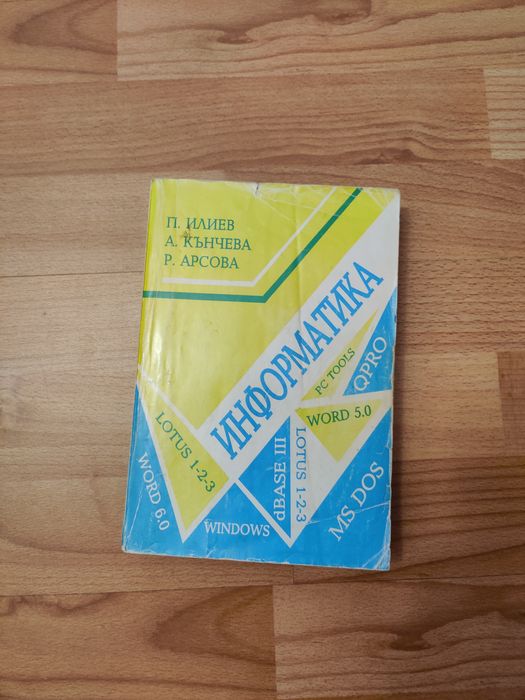 П. ИЛИЕВ
А. КЪНЧЕВА
Р. АРСОВА
ИНФОРМАТИКА
PC TOOLS
QPRO
LOTUS 1-2-3
WORD 5.0
WORD 6.0
WINDOWS
dBASE III
LOTUS 1-2-3
MS DOS